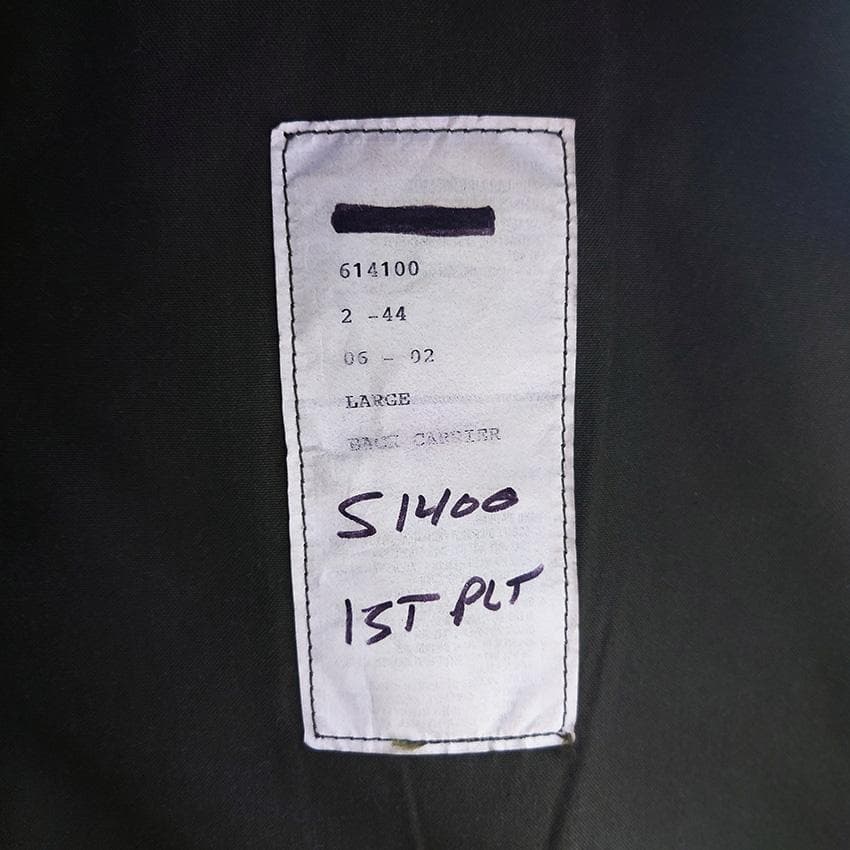 614100
2 -44
06 - 02
LARGE
BACK CARRIER
S1400
1ST PLT